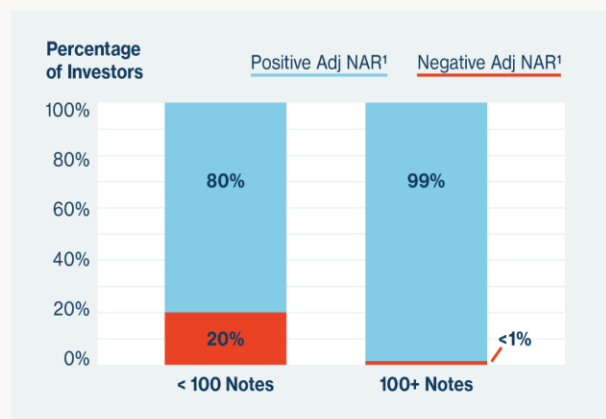 Percentage
of Investors
Positive Adj NAR¹
Negative Adj NAR¹
100%
80%
60%
40%
20%
0%
80%
20%
99%
<1%
< 100 Notes
100+ Notes